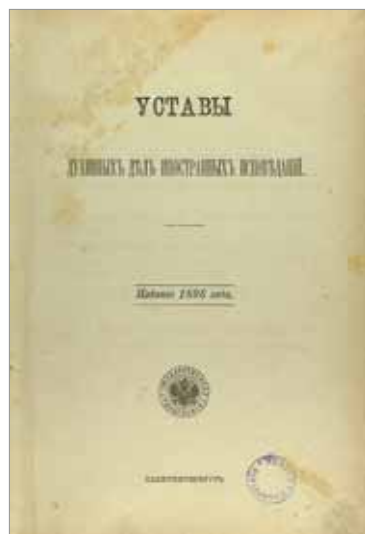 УСТАВЫ
ДУХОВНЫХЪ ДѢЛЪ ИНОСТРАННЫХЪ ИСПОВѢДАНІЙ.
Изданіе 1896 года.
САНКТПЕТЕРБУРГЪ